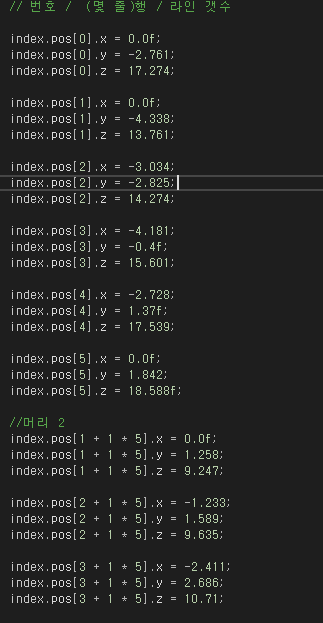 // 번호 / (몇 줄)행 / 라인 갯수
index.pos[0].x = 0.0f;
index.pos[0].y = -2.761;
index.pos[0].z = 17.274;
index.pos[1].x = 0.0f;
index.pos[1].y = -4.338;
index.pos[1].z = 13.761;
index.pos[2].x = -3.034;
index.pos[2].y = -2.825;
index.pos[2].z = 14.274;
index.pos[3].x = -4.181;
index.pos[3].y = -0.4f;
index.pos[3].z = 15.601;
index.pos[4].x = -2.728;
index.pos[4].y = 1.37f;
index.pos[4].z = 17.539;
index.pos[5].x = 0.0f;
index.pos[5].y = 1.842;
index.pos[5].z = 18.588f;
//머리 2
index.pos[1 + 1 * 5].x = 0.0f;
index.pos[1 + 1 * 5].y = 1.258;
index.pos[1 + 1 * 5].z = 9.247;
index.pos[2 + 1 * 5].x = -1.233;
index.pos[2 + 1 * 5].y = 1.589;
index.pos[2 + 1 * 5].z = 9.635;
index.pos[3 + 1 * 5].x = -2.411;
index.pos[3 + 1 * 5].y = 2.686;
index.pos[3 + 1 * 5].z = 10.71;